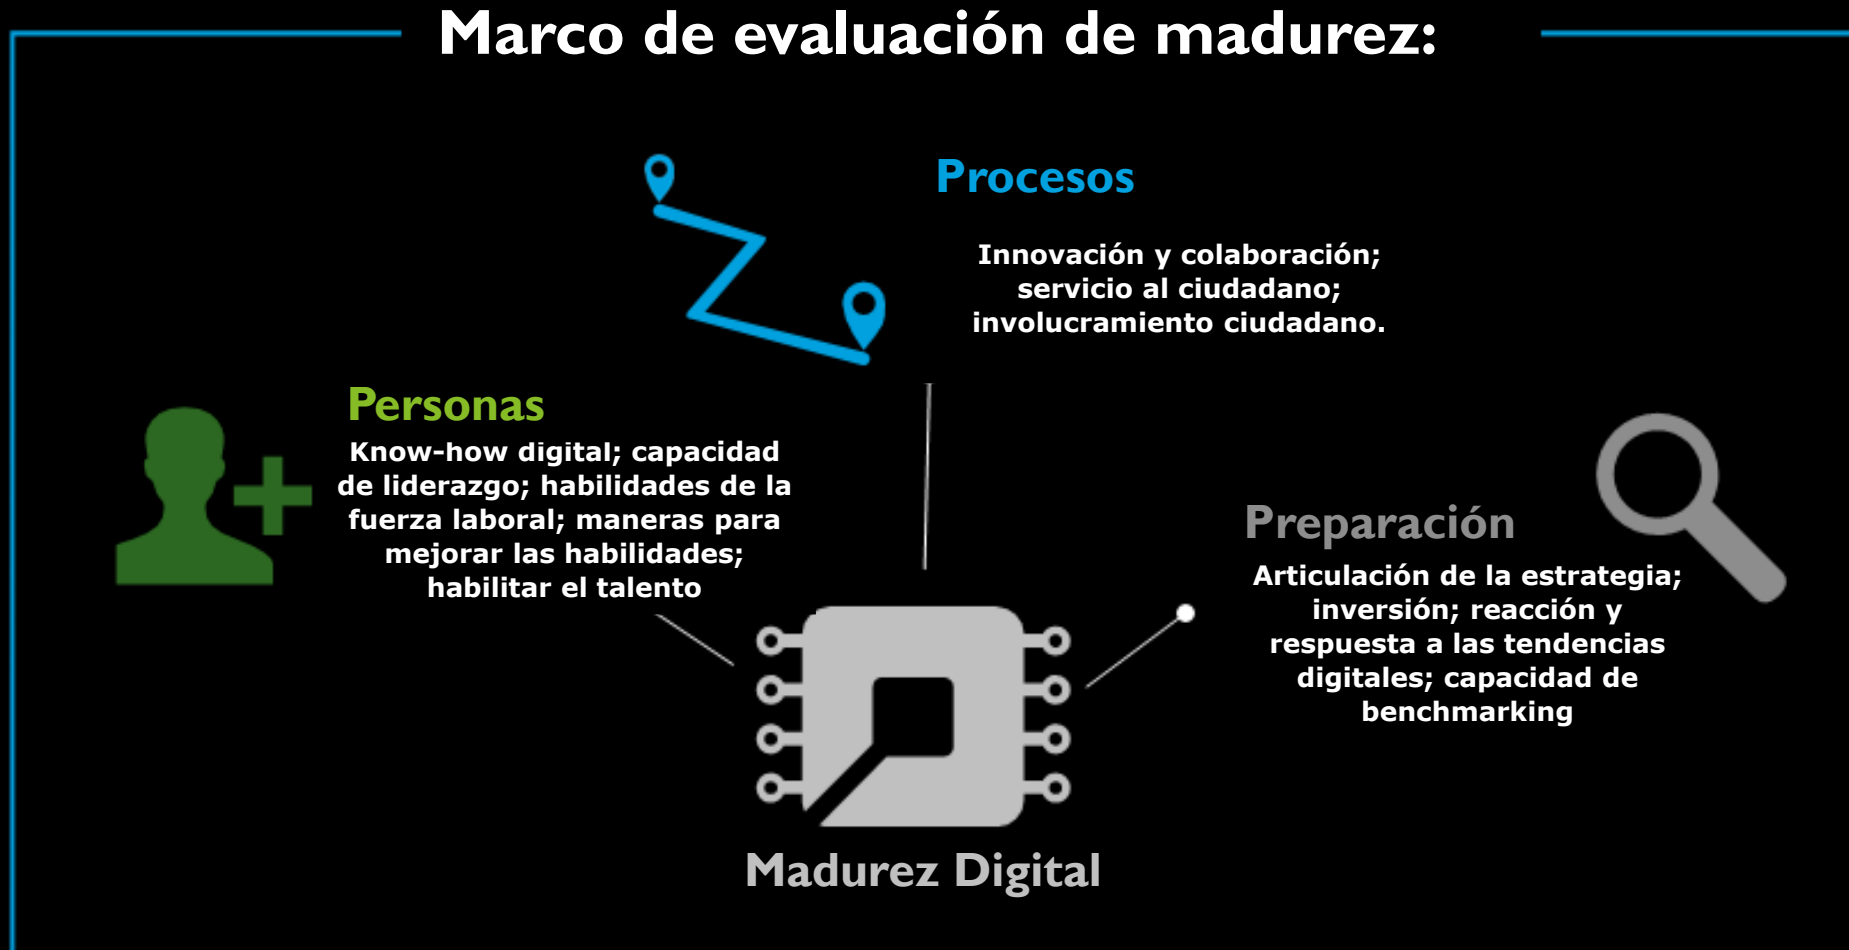 Marco de evaluación de madurez:
Procesos
Innovación y colaboración;
servicio al ciudadano;
involucramiento ciudadano.
Personas
Know-how digital; capacidad
de liderazgo; habilidades de la
fuerza laboral; maneras para
mejorar las habilidades;
habilitar el talento
Preparación
Articulación de la estrategia;
inversión; reacción y
respuesta a las tendencias
digitales; capacidad de
benchmarking
Madurez Digital